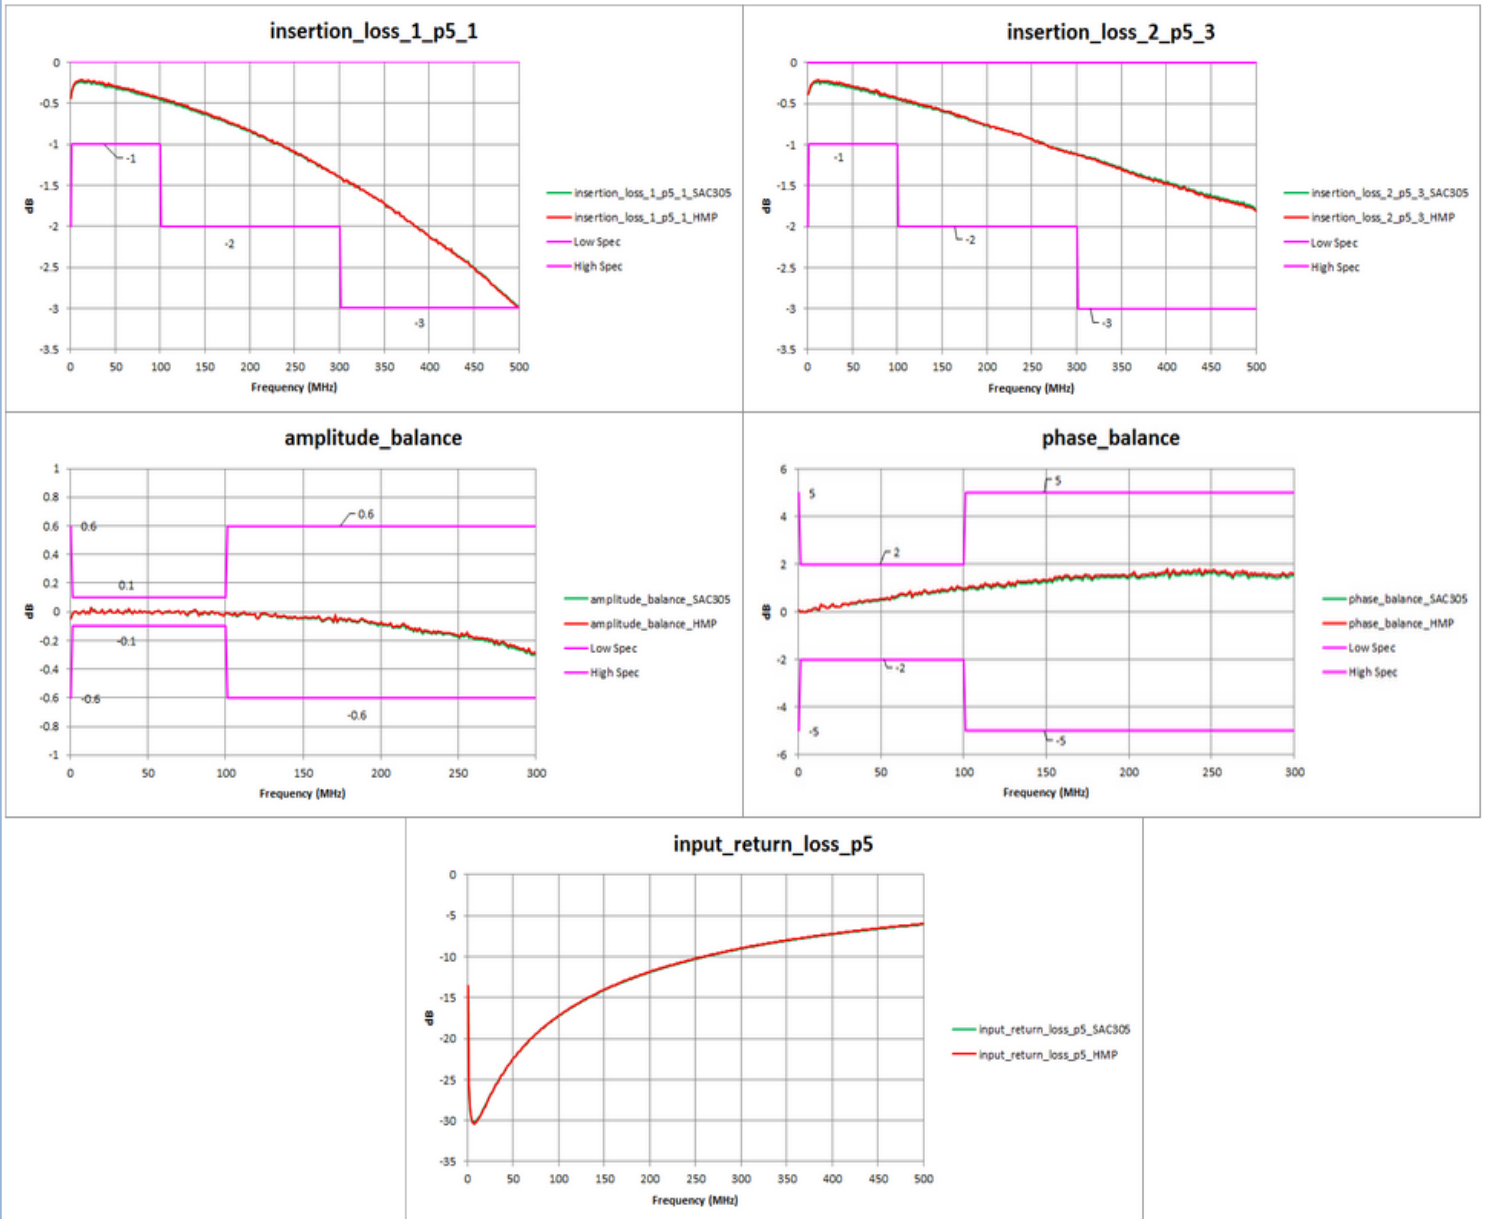 insertion_loss_1_p5_1
0
-0.5
-1
-1.5
-2
-2.5
-3
-3.5
dB
-1
-2
-3
0 50 100 150 200 250 300 350 400 450 500
Frequency (MHz)
insertion_loss_1_p5_1_SAC305
insertion_loss_1_p5_1_HMP
Low Spec
High Spec
insertion_loss_2_p5_3
0
-0.5
-1
-1.5
-2
-2.5
-3
-3.5
dB
-1
-2
-3
0 50 100 150 200 250 300 350 400 450 500
Frequency (MHz)
insertion_loss_2_p5_3_SAC305
insertion_loss_2_p5_3_HMP
Low Spec
High Spec
amplitude_balance
1
0.8
0.6
0.4
0.2
0
-0.2
-0.4
-0.6
-0.8
-1
dB
0.6
0.6
0.1
-0.1
-0.6
-0.6
0 50 100 150 200 250 300
Frequency (MHz)
amplitude_balance_SAC305
amplitude_balance_HMP
Low Spec
High Spec
phase_balance
6
4
2
0
-2
-4
-6
dB
5
5
2
-2
-5
-5
0 50 100 150 200 250 300
Frequency (MHz)
phase_balance_SAC305
phase_balance_HMP
Low Spec
High Spec
input_return_loss_p5
0
-5
-10
-15
-20
-25
-30
-35
dB
0 50 100 150 200 250 300 350 400 450 500
Frequency (MHz)
input_return_loss_p5_SAC305
input_return_loss_p5_HMP